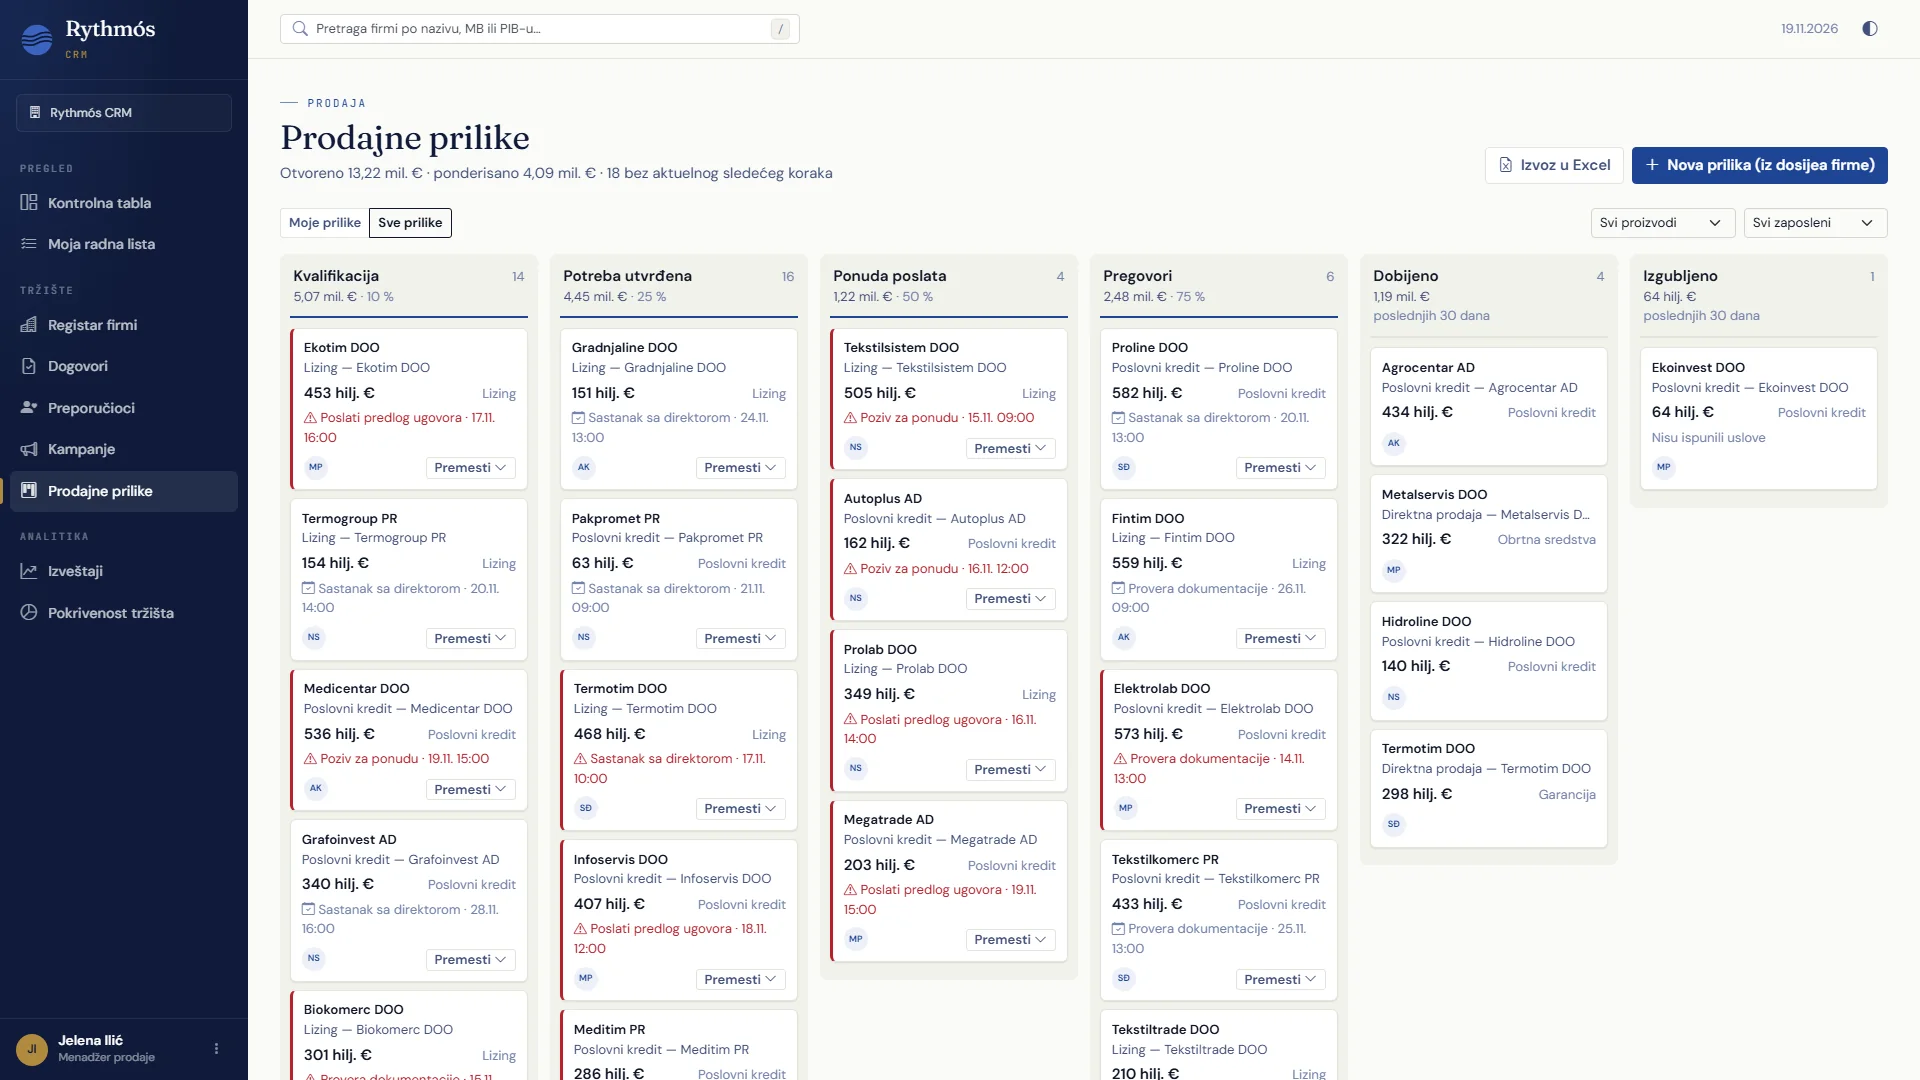 Rythmós
CRM
Rythmós CRM
PREGLED
Kontrolna tabla
Moja radna lista
TRŽIŠTE
Registar firmi
Dogovori
Preporučioci
Kampanje
Prodajne prilike
ANALITIKA
Izveštaji
Pokrivenost tržišta
JI
Jelena Ilić
Menadžer prodaje
Pretraga firmi po nazivu, MB ili PIB-u...
/
19.11.2026
PRODAJA
Prodajne prilike
Otvoreno 13,22 mil. € · ponderisano 4,09 mil. € · 18 bez aktuelnog sledećeg koraka
Izvoz u Excel
Nova prilika (iz dosijea firme)
Moje prilike
Sve prilike
Svi proizvodi
Svi zaposleni
Kvalifikacija 14
5,07 mil. € · 10 %
Ekotim DOO
Lizing — Ekotim DOO
453 hilj. € Lizing
Poslati predlog ugovora · 17.11.
16:00
MP Premesti
Termogroup PR
Lizing — Termogroup PR
154 hilj. € Lizing
Sastanak sa direktorom · 20.11.
14:00
NS Premesti
Medicentar DOO
Poslovni kredit — Medicentar DOO
536 hilj. € Poslovni kredit
Poziv za ponudu · 19.11. 15:00
AK Premesti
Grafoinvest AD
Poslovni kredit — Grafoinvest AD
340 hilj. € Poslovni kredit
Sastanak sa direktorom · 28.11.
16:00
NS Premesti
Biokomerc DOO
Lizing — Biokomerc DOO
301 hilj. € Lizing
Provera dokumentacije · 15.11.
Potreba utvrđena 16
4,45 mil. € · 25 %
Gradnjaline DOO
Lizing — Gradnjaline DOO
151 hilj. € Lizing
Sastanak sa direktorom · 24.11.
13:00
AK Premesti
Pakpromet PR
Poslovni kredit — Pakpromet PR
63 hilj. € Poslovni kredit
Sastanak sa direktorom · 21.11.
09:00
NS Premesti
Termotim DOO
Lizing — Termotim DOO
468 hilj. € Lizing
Sastanak sa direktorom · 17.11.
10:00
SĐ Premesti
Infoservis DOO
Poslovni kredit — Infoservis DOO
407 hilj. € Poslovni kredit
Poslati predlog ugovora · 18.11.
12:00
MP Premesti
Meditim PR
Poslovni kredit — Meditim PR
286 hilj. € Poslovni kredit
Ponuda poslata 4
1,22 mil. € · 50 %
Tekstilsistem DOO
Lizing — Tekstilsistem DOO
505 hilj. € Lizing
Poziv za ponudu · 15.11. 09:00
NS Premesti
Autoplus AD
Poslovni kredit — Autoplus AD
162 hilj. € Poslovni kredit
Poziv za ponudu · 16.11. 12:00
NS Premesti
Prolab DOO
Lizing — Prolab DOO
349 hilj. € Lizing
Poslati predlog ugovora · 16.11.
14:00
NS Premesti
Megatrade AD
Poslovni kredit — Megatrade AD
203 hilj. € Poslovni kredit
Poslati predlog ugovora · 19.11.
15:00
MP Premesti
Pregovori 6
2,48 mil. € · 75 %
Proline DOO
Poslovni kredit — Proline DOO
582 hilj. € Poslovni kredit
Sastanak sa direktorom · 20.11.
13:00
SĐ Premesti
Fintim DOO
Lizing — Fintim DOO
559 hilj. € Lizing
Provera dokumentacije · 26.11.
09:00
AK Premesti
Elektrolab DOO
Poslovni kredit — Elektrolab DOO
573 hilj. € Poslovni kredit
Provera dokumentacije · 14.11.
13:00
MP Premesti
Tekstilkomerc PR
Poslovni kredit — Tekstilkomerc PR
433 hilj. € Poslovni kredit
Provera dokumentacije · 25.11.
13:00
SĐ Premesti
Tekstiltrade DOO
Lizing — Tekstiltrade DOO
210 hilj. € Lizing
Dobijeno 4
1,19 mil. €
poslednjih 30 dana
Agrocentar AD
Poslovni kredit — Agrocentar AD
434 hilj. € Poslovni kredit
AK
Metalservis DOO
Direktna prodaja — Metalservis D...
322 hilj. € Obrtna sredstva
MP
Hidroline DOO
Poslovni kredit — Hidroline DOO
140 hilj. € Poslovni kredit
NS
Termotim DOO
Direktna prodaja — Termotim DOO
298 hilj. € Garancija
SĐ
Izgubljeno 1
64 hilj. €
poslednjih 30 dana
Ekoinvest DOO
Poslovni kredit — Ekoinvest DOO
64 hilj. € Poslovni kredit
Nisu ispunili uslove
MP